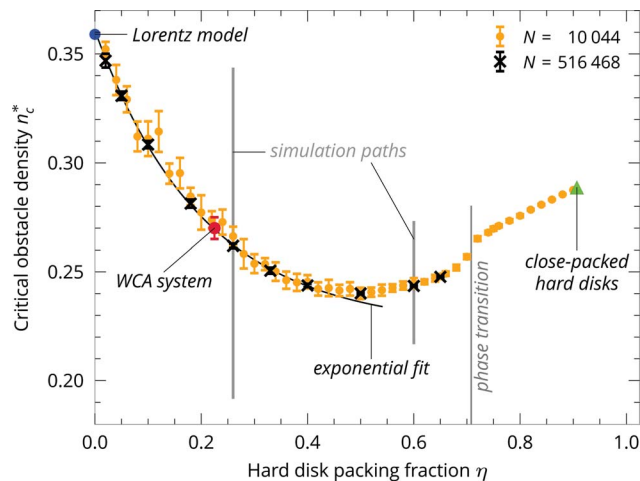 Lorentz model
N = 10 044
N = 516 468
simulation paths
WCA system
exponential fit
phase transition
close-packed
hard disks
Critical obstacle density n*c
0.35
0.30
0.25
0.20
0.0 0.2 0.4 0.6 0.8 1.0
Hard disk packing fraction η